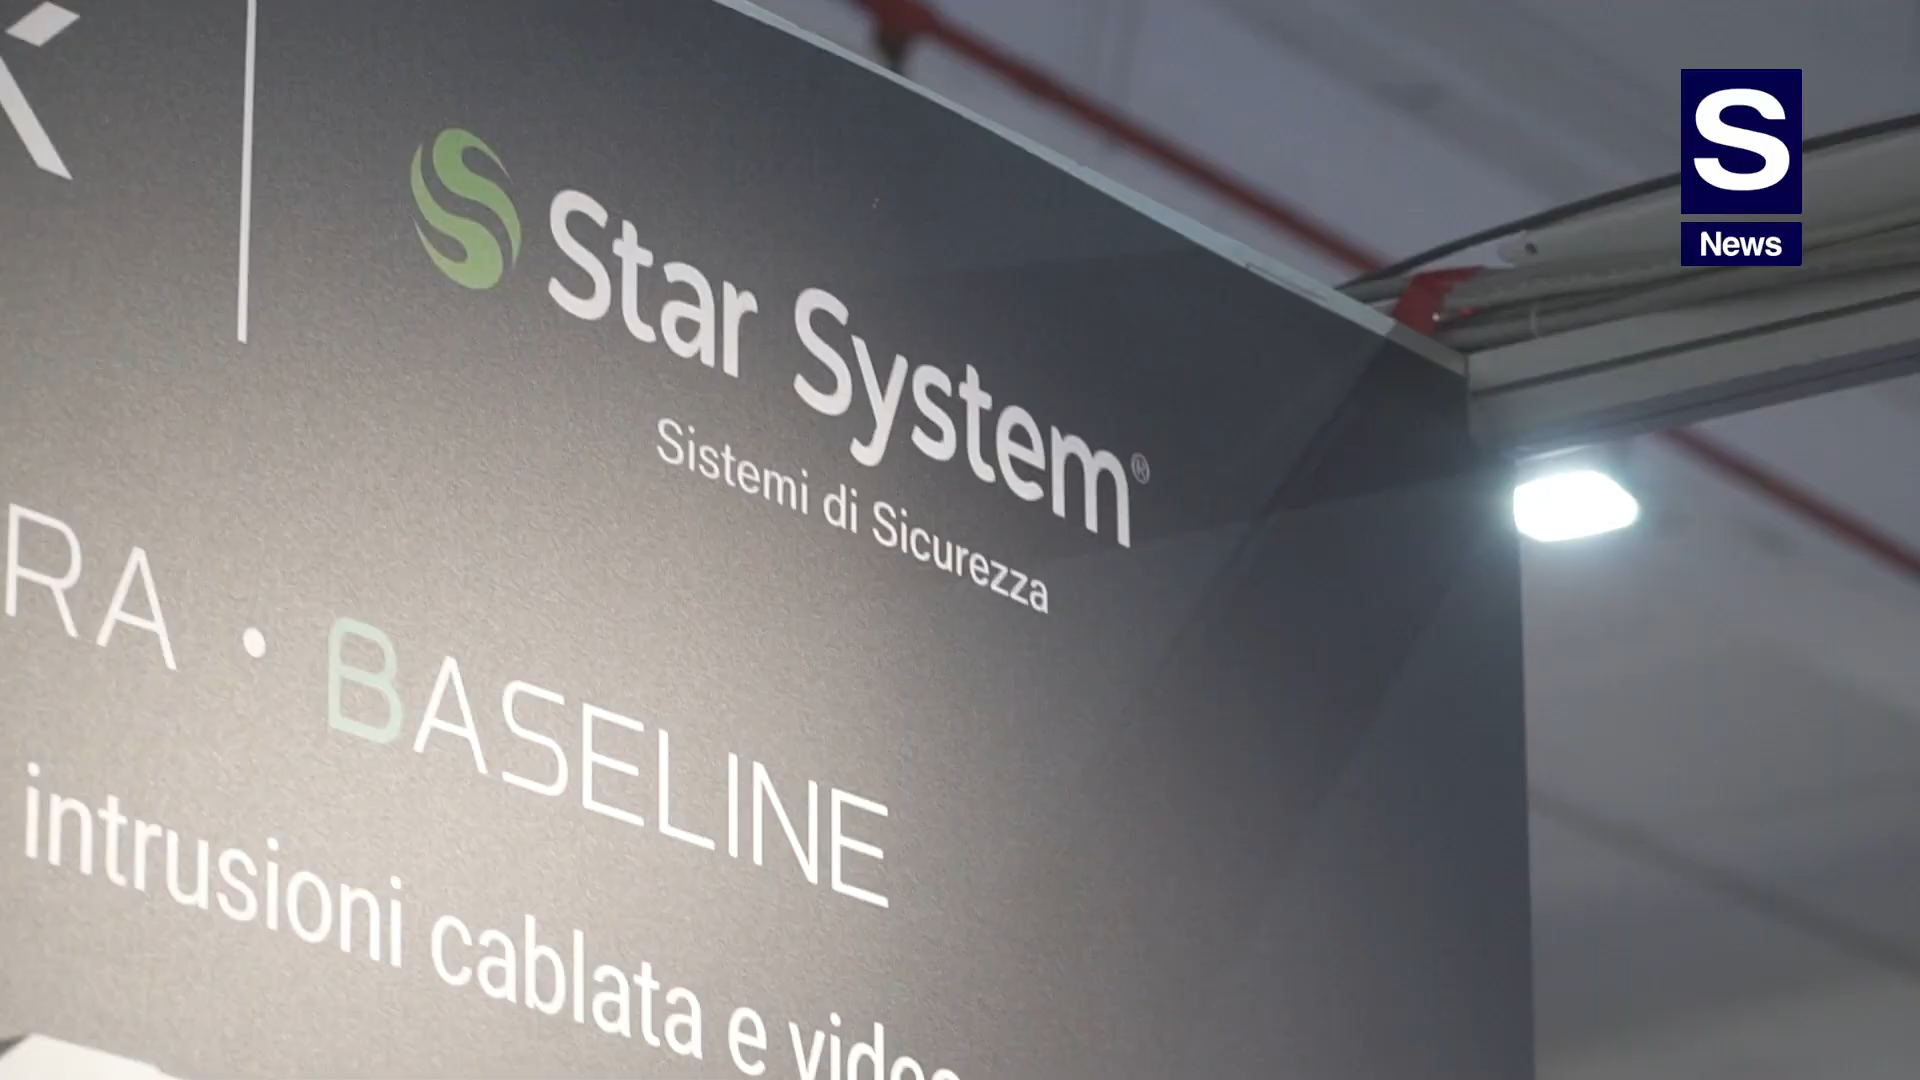 S
News
Star System®
Sistemi di Sicurezza
RA • BASELINE
intrusioni cablata e video